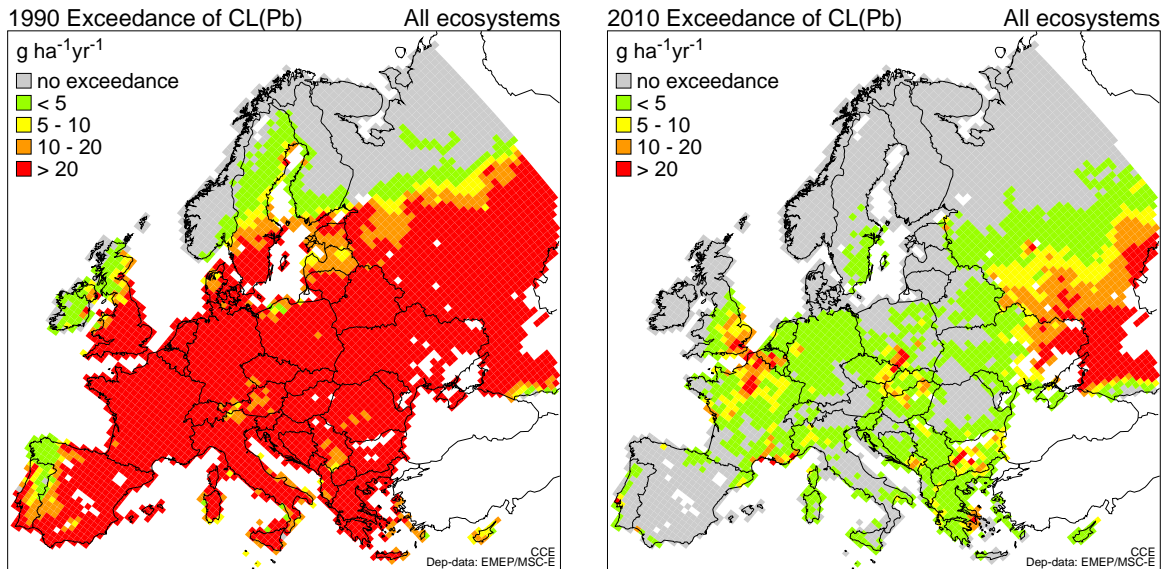 1990 Exceedance of CL(Pb) All ecosystems
g ha-1yr-1
no exceedance
< 5
5 - 10
10 - 20
> 20
CCE
Dep-data: EMEP/MSC-E
2010 Exceedance of CL(Pb) All ecosystems
g ha-1yr-1
no exceedance
< 5
5 - 10
10 - 20
> 20
CCE
Dep-data: EMEP/MSC-E